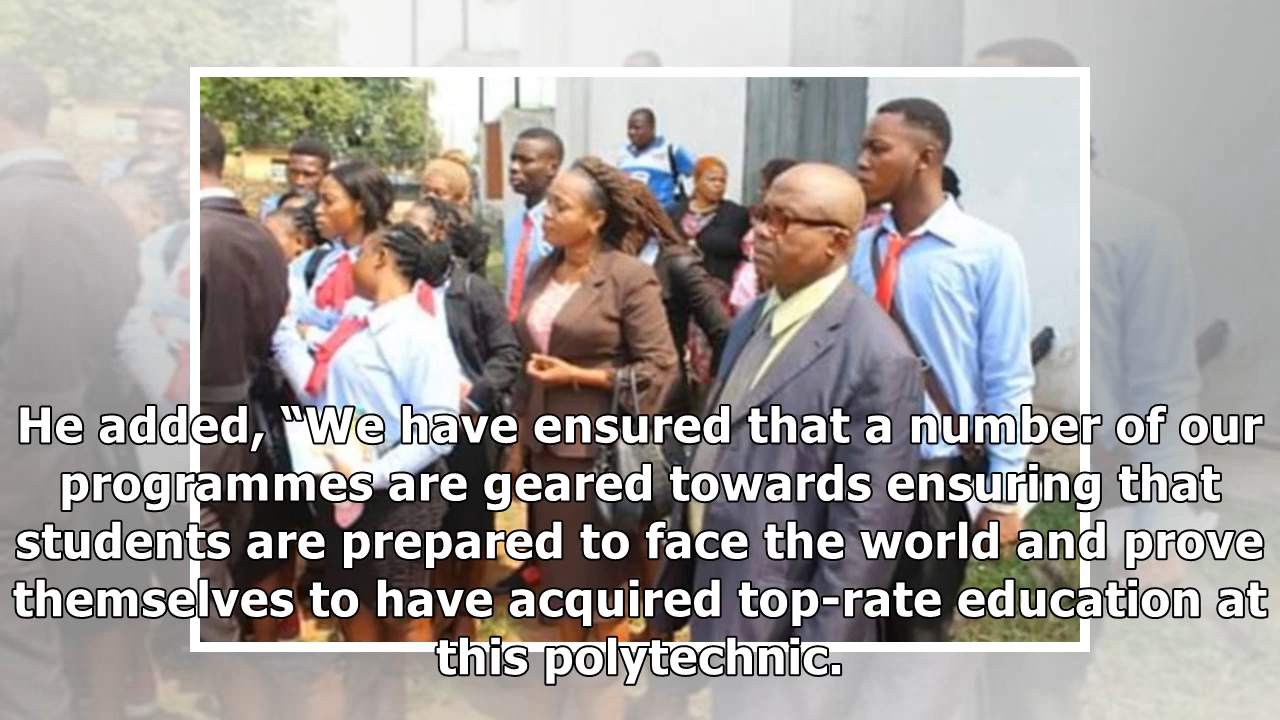 He added, “We have ensured that a number of our
programmes are geared towards ensuring that
students are prepared to face the world and prove
themselves to have acquired top-rate education at
this polytechnic.